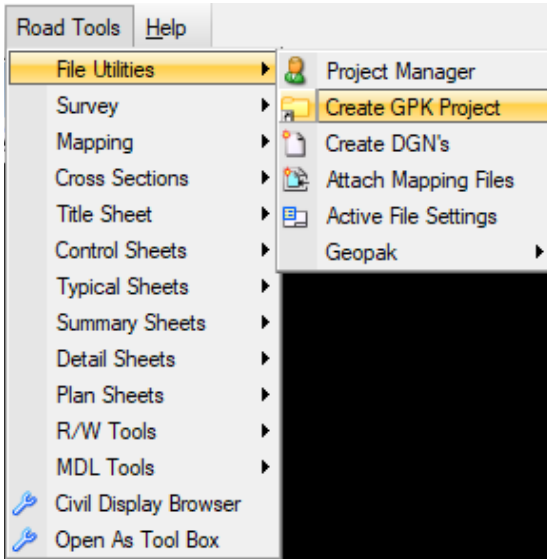 Road Tools Help
File Utilities
Survey
Mapping
Cross Sections
Title Sheet
Control Sheets
Typical Sheets
Summary Sheets
Detail Sheets
Plan Sheets
R/W Tools
MDL Tools
Civil Display Browser
Open As Tool Box
Project Manager
Create GPK Project
Create DGN's
Attach Mapping Files
Active File Settings
Geopak